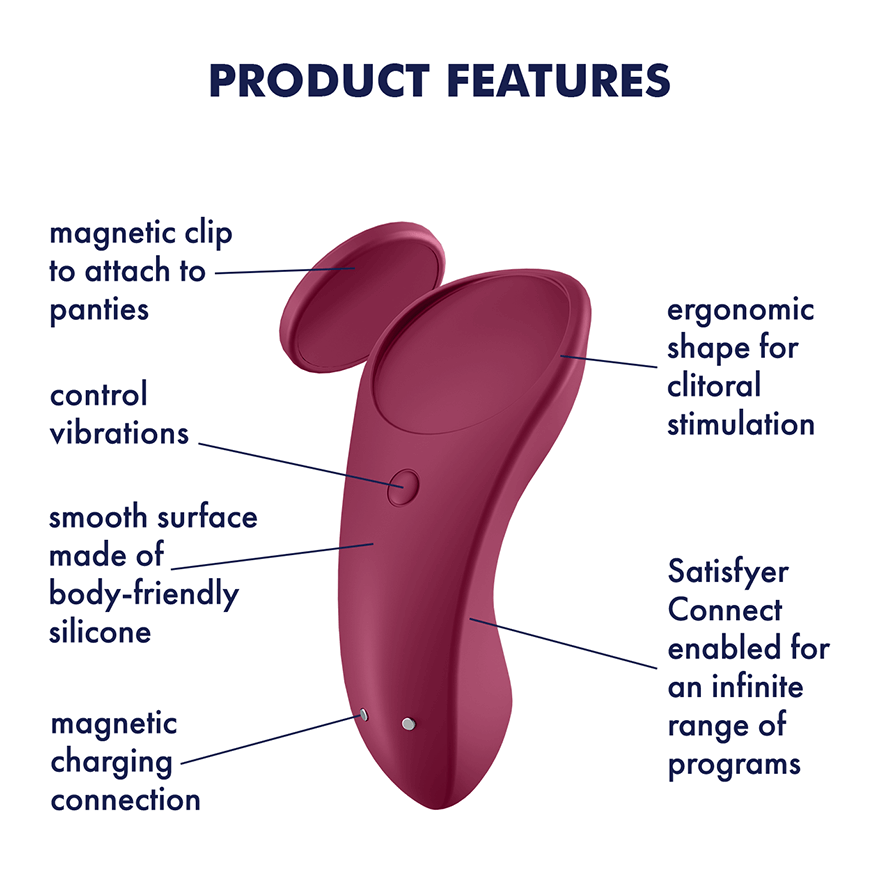 PRODUCT FEATURES
magnetic clip
to attach to
panties
control
vibrations
smooth surface
made of
body-friendly
silicone
magnetic
charging
connection
ergonomic
shape for
clitoral
stimulation
Satisfyer
Connect
enabled for
an infinite
range of
programs